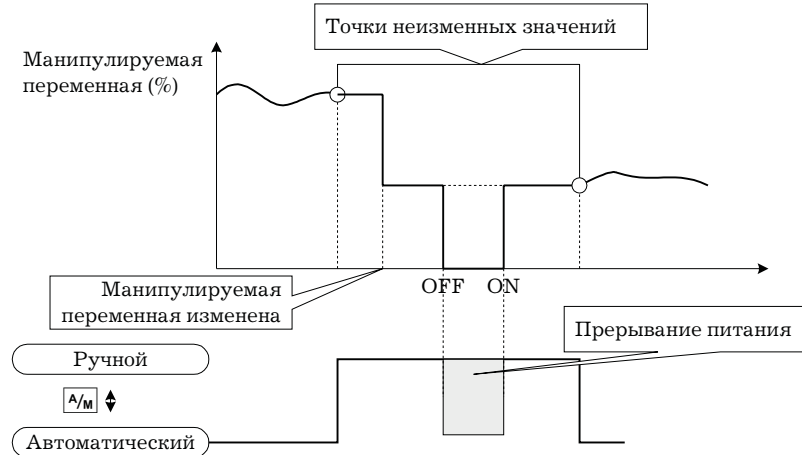 Точки неизменных значений
Манипулируемая
переменная (%)
OFF ON
Манипулируемая
переменная изменена
Прерывание питания
Ручной
A/M
Автоматический